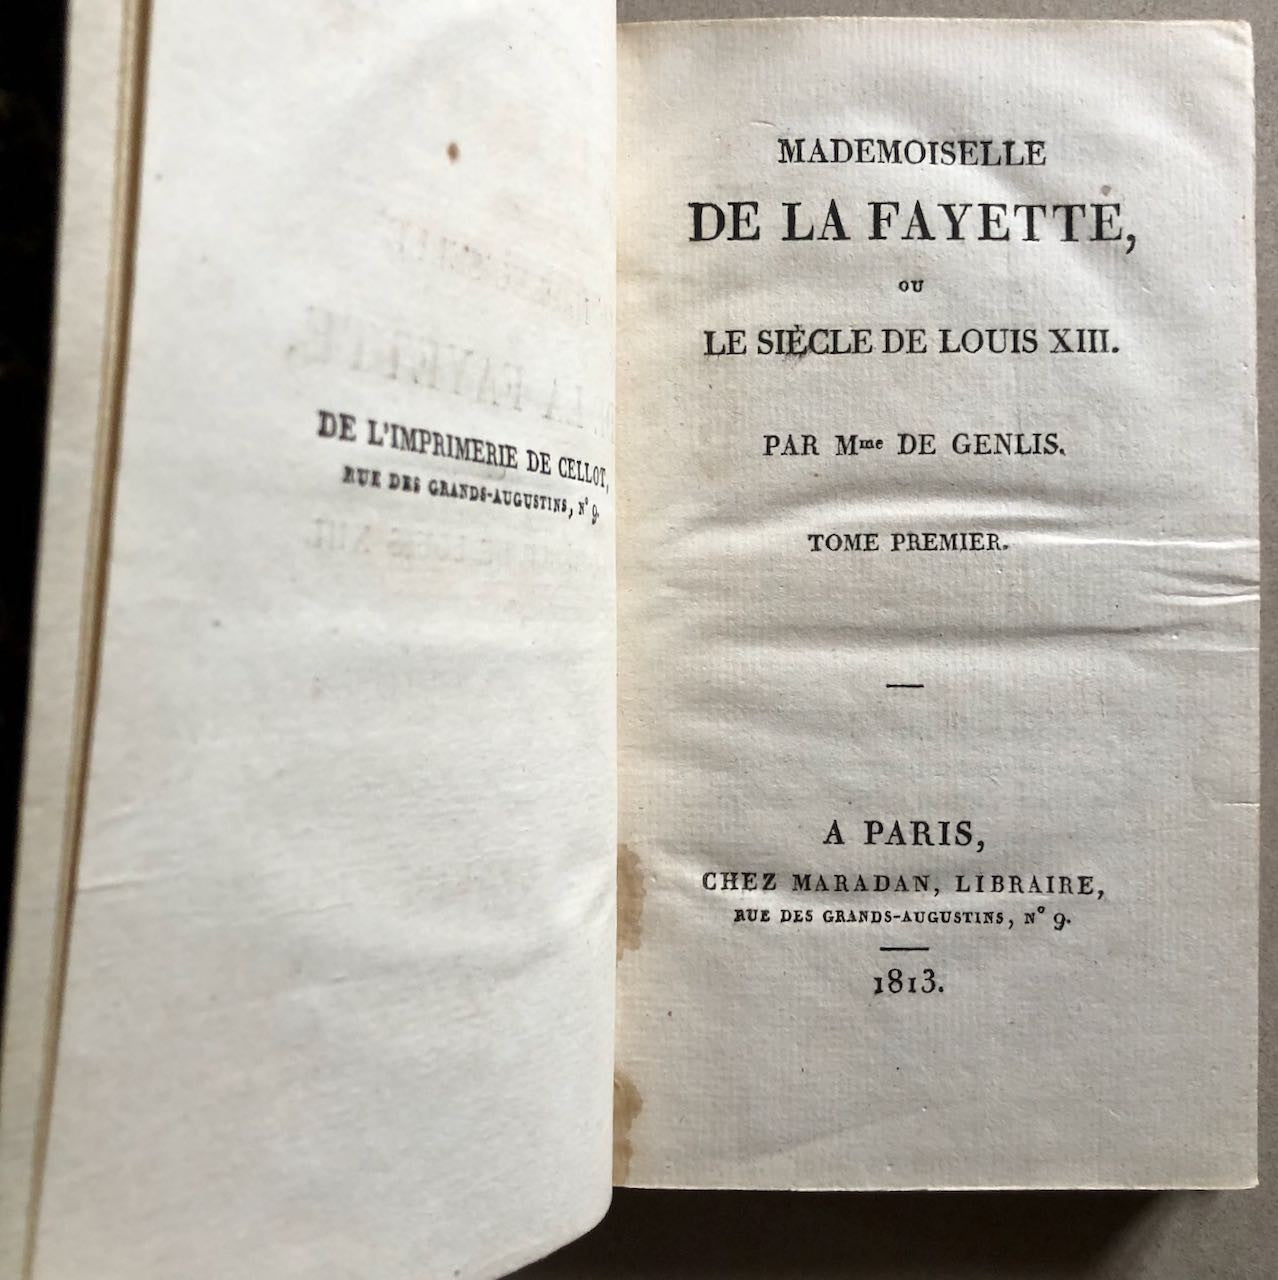 DE L'IMPRIMERIE DE CELLOT,
RUE DES GRANDS-AUGUSTINS, N° 9.
MADEMOISELLE
DE LA FAYETTE,
OU
LE SIÈCLE DE LOUIS XIII.
PAR Mme DE GENLIS.
TOME PREMIER.
A PARIS,
CHEZ MARADAN, LIBRAIRE,
RUE DES GRANDS-AUGUSTINS, N° 9.
1813.